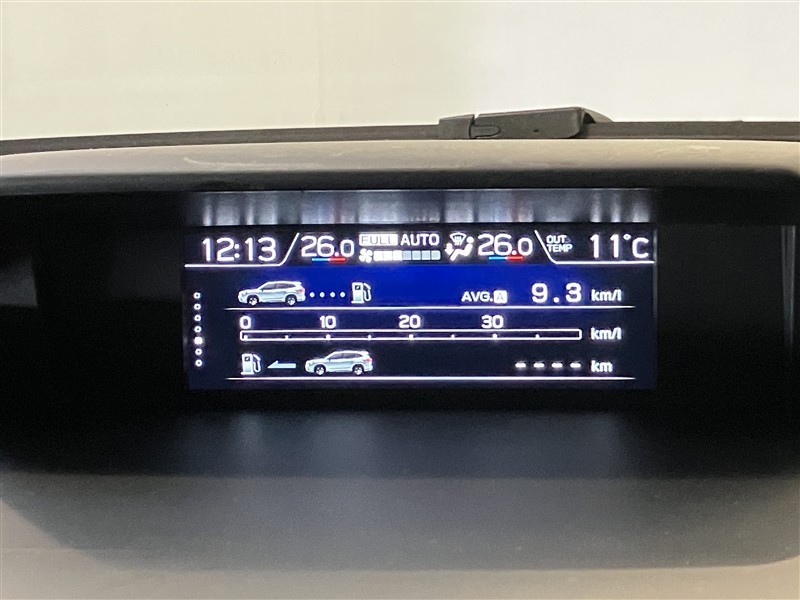 12:13 26.0 FULL AUTO 26.0 OUT TEMP 11°C
AVG. A 9.3 km/l
0 10 20 30
km/l
---- km